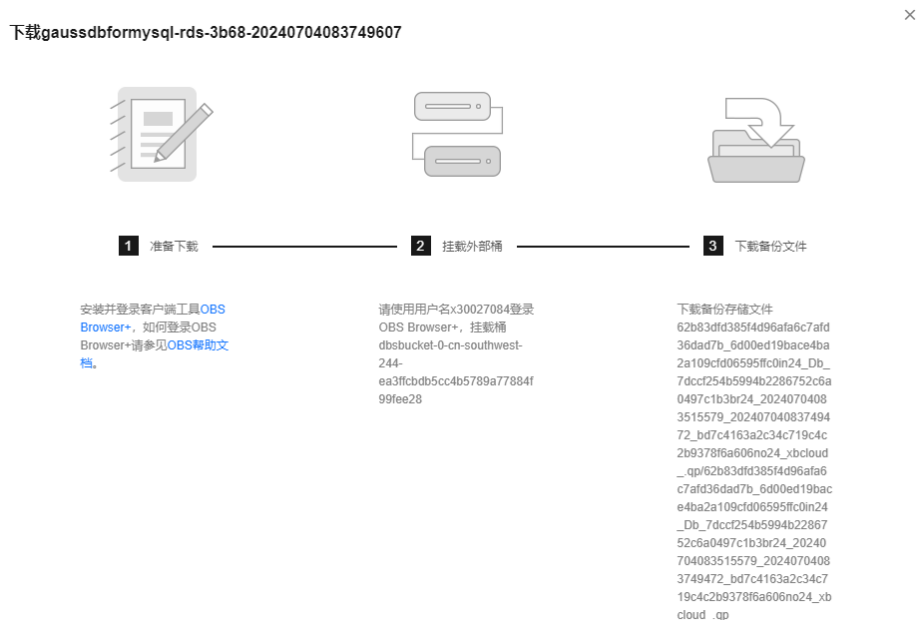 下载gaussdbformysql-rds-3b68-20240704083749607
1 准备下载
2 挂载外部桶
3 下载备份文件
安装并登录客户端工具OBS
Browser+，如何登录OBS
Browser+请参见OBS帮助文
档。
请使用用户名x30027084登录
OBS Browser+，挂载桶
dbsbucket-0-cn-southwest-
244-
ea3ffcbdb5cc4b5789a77884f
99fee28
下载备份存储文件
62b83dfd385f4d96afa6c7afd
36dad7b_6d00ed19bace4ba
2a109cfd06595ffc0in24_Db_
7dccf254b5994b2286752c6a
0497c1b3br24_2024070408
3515579_202407040837494
72_bd7c4163a2c34c719c4c
2b9378f6a606no24_xbcloud
_.qp/62b83dfd385f4d96afa6
c7afd36dad7b_6d00ed19bac
e4ba2a109cfd06595ffc0in24
_Db_7dccf254b5994b22867
52c6a0497c1b3br24_20240
704083515579_2024070408
3749472_bd7c4163a2c34c7
19c4c2b9378f6a606no24_xb
cloud_.qp